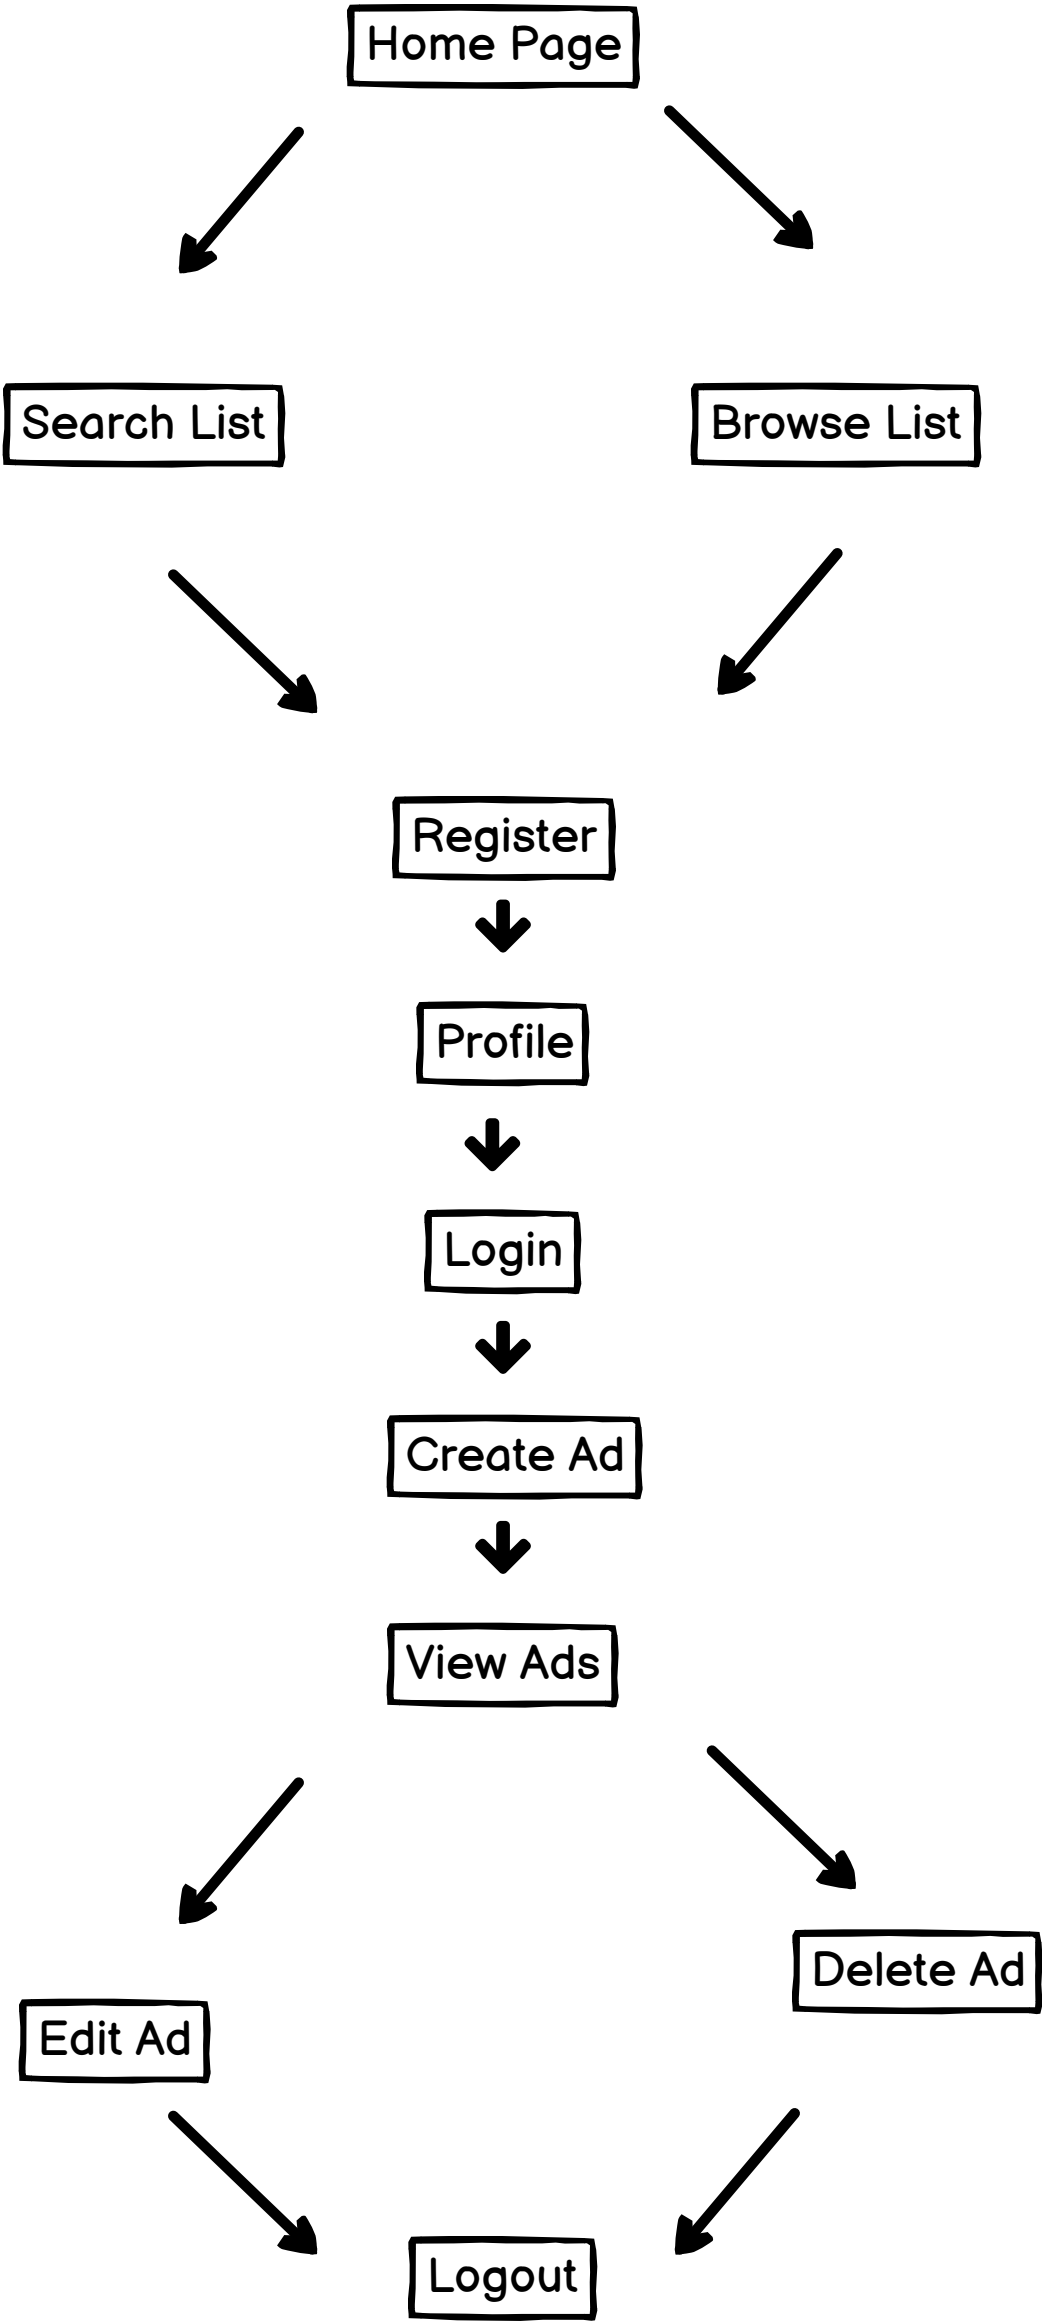 Home Page
Search List
Browse List
Register
Profile
Login
Create Ad
View Ads
Delete Ad
Edit Ad
Logout